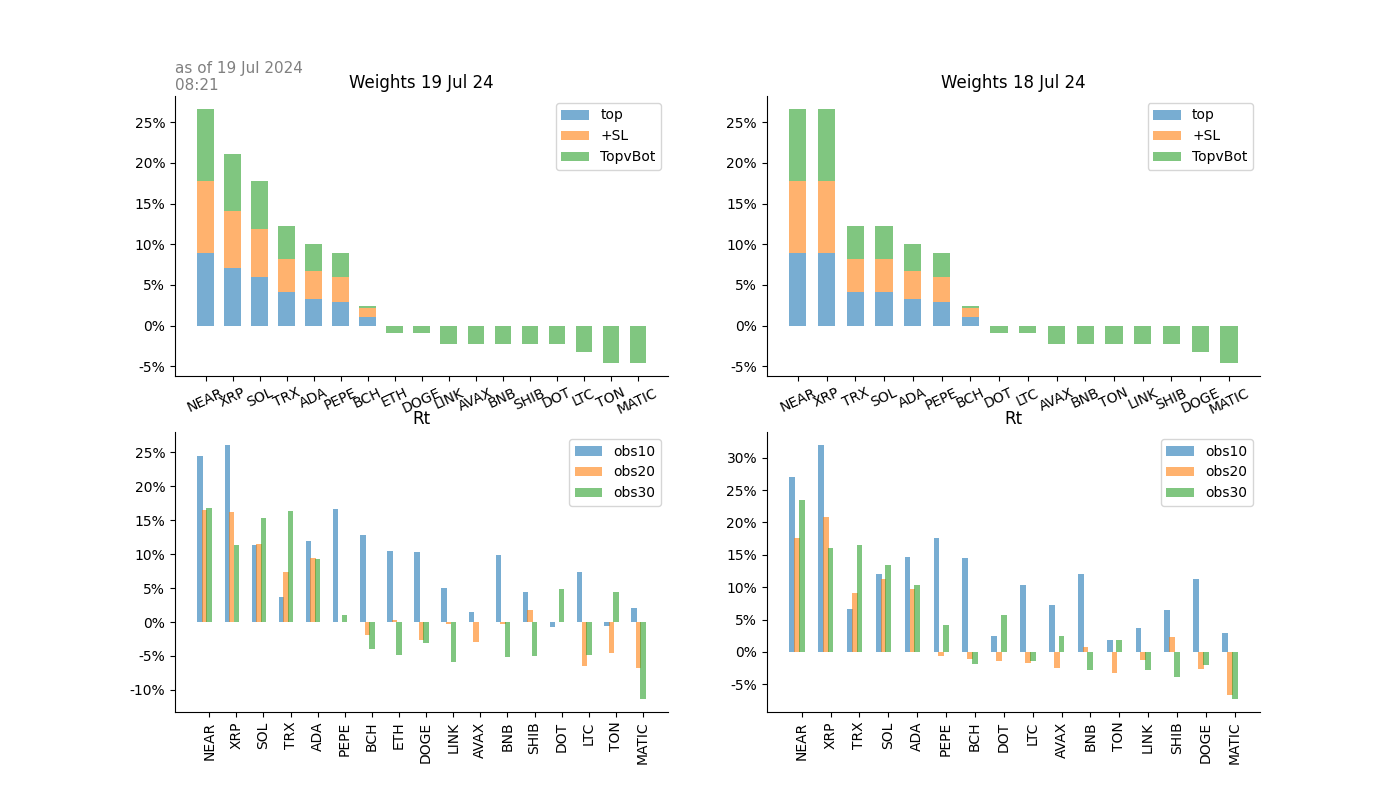 as of 19 Jul 2024
08:21
Weights 19 Jul 24
25%
20%
15%
10%
5%
0%
-5%
top
+SL
TopvBot
NEAR XRP SOL TRX ADA PEPE BCH ETH DOGE LINK AVAX BNB SHIB DOT LTC TON MATIC
Weights 18 Jul 24
25%
20%
15%
10%
5%
0%
-5%
top
+SL
TopvBot
NEAR XRP TRX SOL ADA PEPE BCH DOT LTC AVAX BNB TON LINK SHIB DOGE MATIC
Rt
25%
20%
15%
10%
5%
0%
-5%
-10%
obs10
obs20
obs30
NEAR XRP SOL TRX ADA PEPE BCH ETH DOGE LINK AVAX BNB SHIB DOT LTC TON MATIC
Rt
30%
25%
20%
15%
10%
5%
0%
-5%
obs10
obs20
obs30
NEAR XRP TRX SOL ADA PEPE BCH DOT LTC AVAX BNB TON LINK SHIB DOGE MATIC